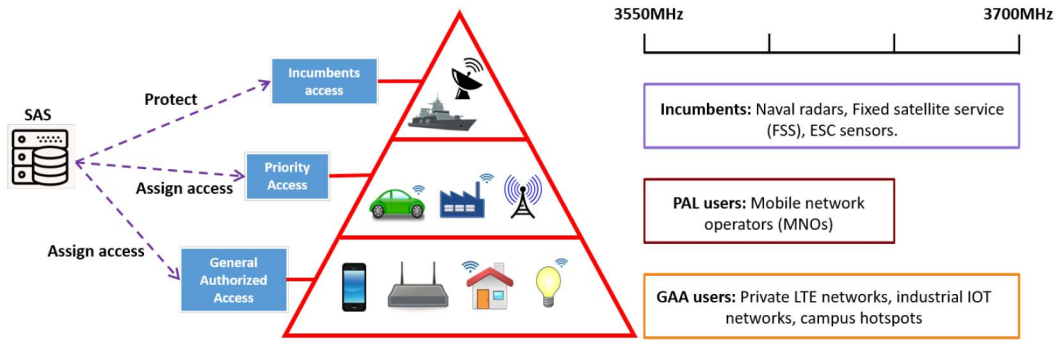 3550MHz
3700MHz
Incumbents
access
Protect
SAS
Incumbents: Naval radars, Fixed satellite service
(FSS), ESC sensors.
Priority
Access
Assign access
PAL users: Mobile network
operators (MNOs)
Assign access
General
Authorized
Access
GAA users: Private LTE networks, industrial IOT
networks, campus hotspots